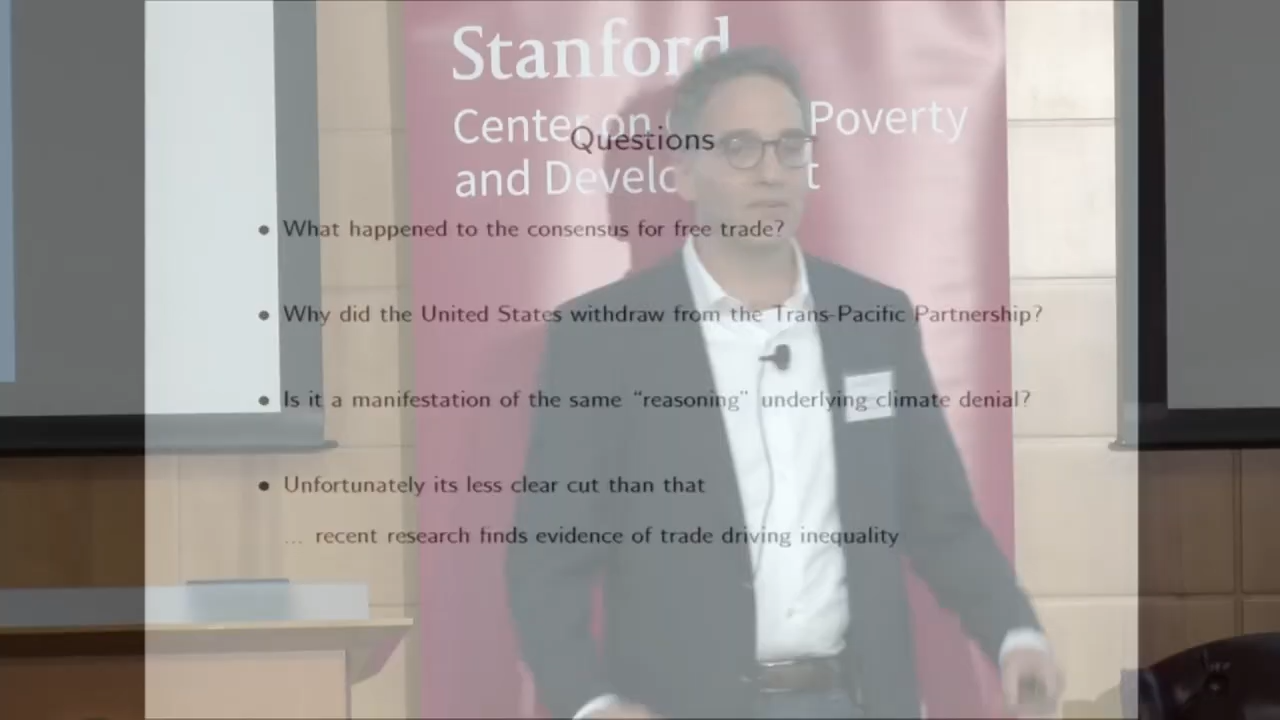 Stanford
Center on Poverty
and
Questions
• What happened to the consensus for free trade?
• Why did the United States withdraw from the Trans-Pacific Partnership?
• Is it a manifestation of the same “reasoning” underlying climate denial?
• Unfortunately its less clear cut than that
... recent research finds evidence of trade driving inequality